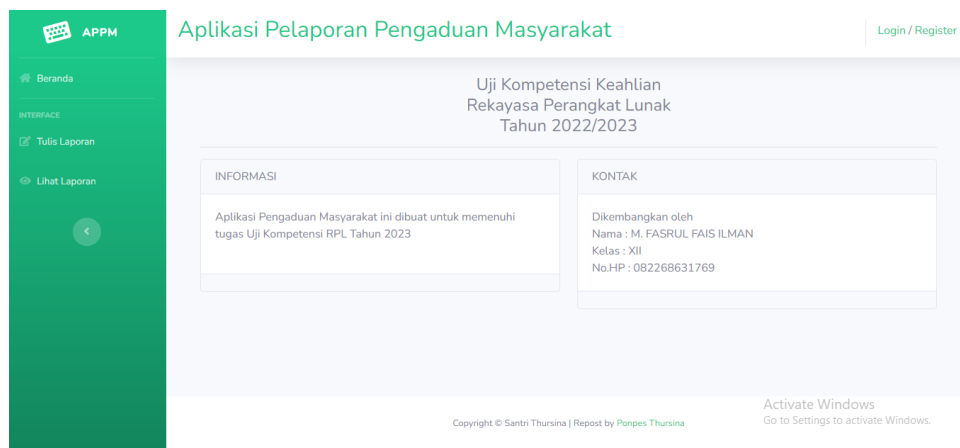 APPM
Aplikasi Pelaporan Pengaduan Masyarakat
Login / Register
Beranda
INTERFACE
Tulis Laporan
Lihat Laporan
Uji Kompetensi Keahlian
Rekayasa Perangkat Lunak
Tahun 2022/2023
INFORMASI
Aplikasi Pengaduan Masyarakat ini dibuat untuk memenuhi
tugas Uji Kompetensi RPL Tahun 2023
KONTAK
Dikembangkan oleh
Nama : M. FASRUL FAIS ILMAN
Kelas : XII
No.HP : 082268631769
Copyright © Santri Thursina | Repost by Ponpes Thursina
Activate Windows
Go to Settings to activate Windows.